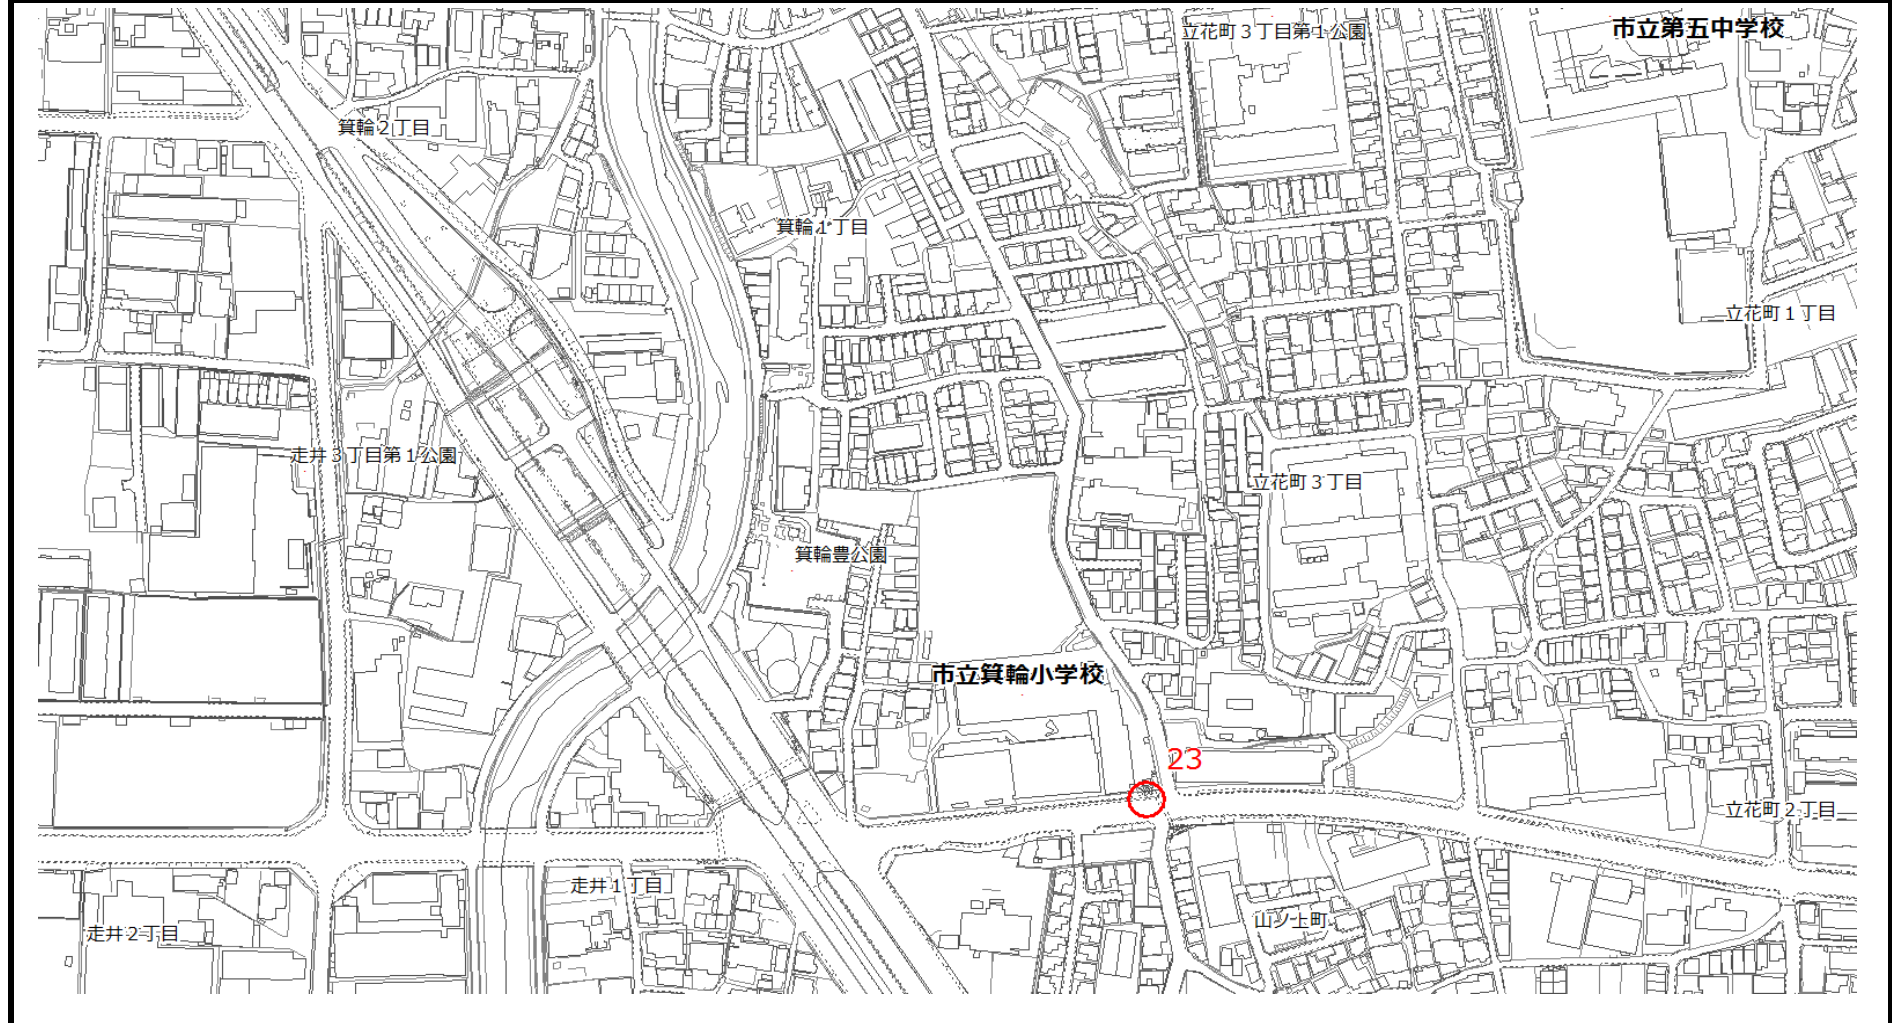 市立第五中学校
立花町３丁目第１公園
箕輪２丁目
箕輪１丁目
立花町１丁目
走井３丁目第１公園
立花町３丁目
箕輪豊公園
市立箕輪小学校
23
立花町２丁目
走井１丁目
山ノ上町
走井２丁目